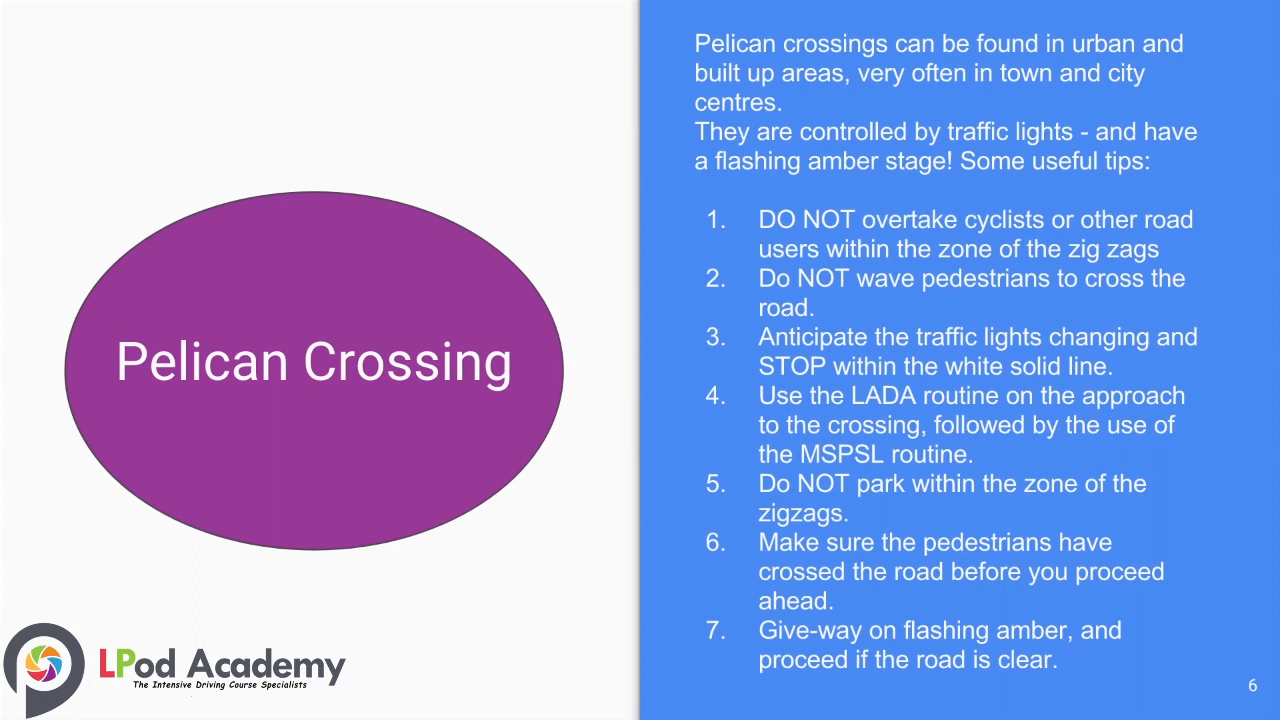 Pelican Crossing
LPod Academy
The Intensive Driving Course Specialists
Pelican crossings can be found in urban and
built up areas, very often in town and city
centres.
They are controlled by traffic lights - and have
a flashing amber stage! Some useful tips:
1. DO NOT overtake cyclists or other road
users within the zone of the zig zags
2. Do NOT wave pedestrians to cross the
road.
3. Anticipate the traffic lights changing and
STOP within the white solid line.
4. Use the LADA routine on the approach
to the crossing, followed by the use of
the MSPSL routine.
5. Do NOT park within the zone of the
zigzags.
6. Make sure the pedestrians have
crossed the road before you proceed
ahead.
7. Give-way on flashing amber, and
proceed if the road is clear.
6